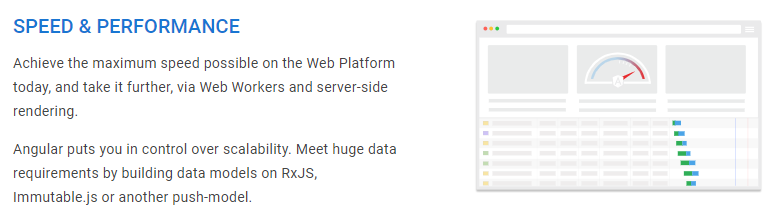 SPEED & PERFORMANCE
Achieve the maximum speed possible on the Web Platform
today, and take it further, via Web Workers and server-side
rendering.
Angular puts you in control over scalability. Meet huge data
requirements by building data models on RxJS,
Immutable.js or another push-model.